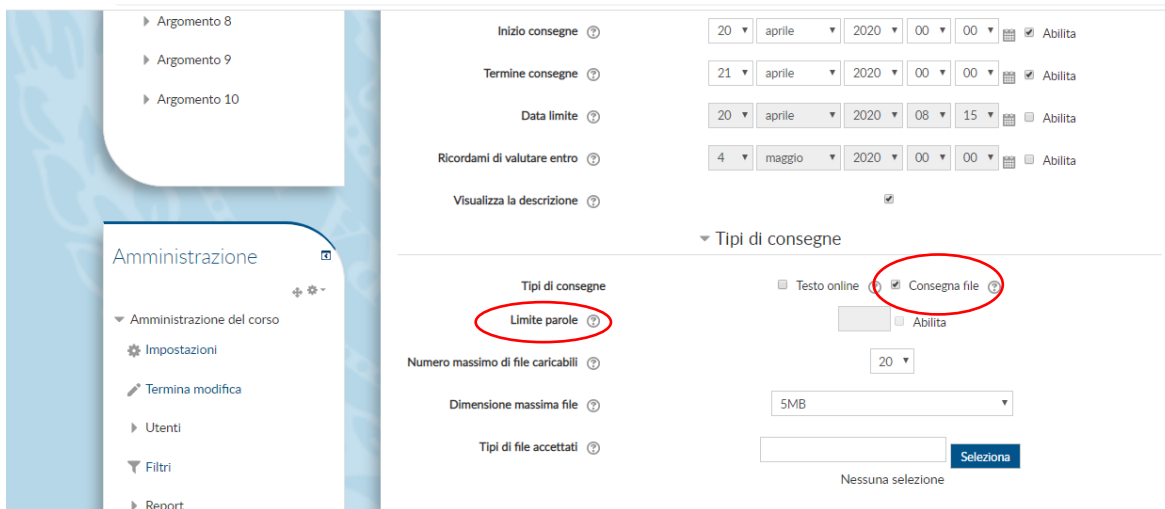 Argomento 8
Argomento 9
Argomento 10
Amministrazione
Amministrazione del corso
Impostazioni
Termina modifica
Utenti
Filtri
Report
Inizio consegne 20 aprile 2020 00 00 Abilita
Termine consegne 21 aprile 2020 00 00 Abilita
Data limite 20 aprile 2020 08 15 Abilita
Ricordami di valutare entro 4 maggio 2020 00 00 Abilita
Visualizza la descrizione
Tipi di consegne
Tipi di consegne Testo online Consegna file
Limite parole Abilita
Numero massimo di file caricabili 20
Dimensione massima file 5MB
Tipi di file accettati Seleziona
Nessuna selezione